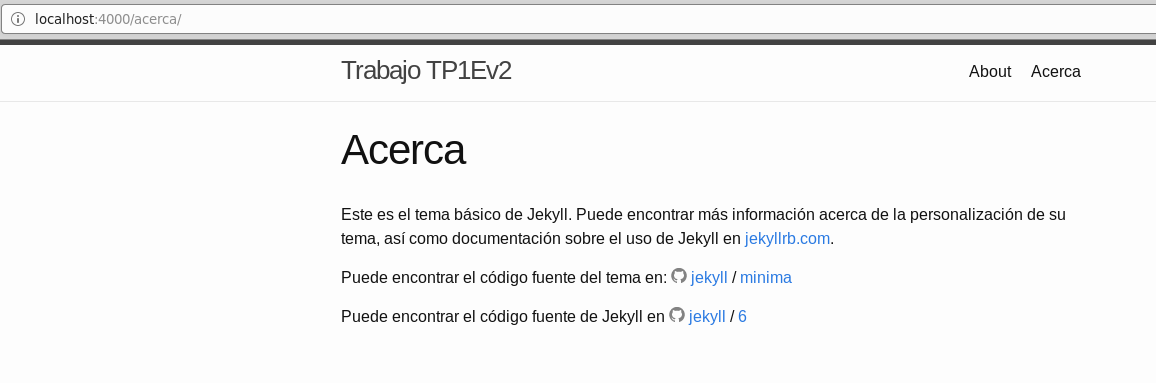 localhost:4000/acerca/
Trabajo TP1Ev2
About Acerca
Acerca
Este es el tema básico de Jekyll. Puede encontrar más información acerca de la personalización de su
tema, así como documentación sobre el uso de Jekyll en jekyllrb.com.
Puede encontrar el código fuente del tema en: jekyll / minima
Puede encontrar el código fuente de Jekyll en jekyll / 6